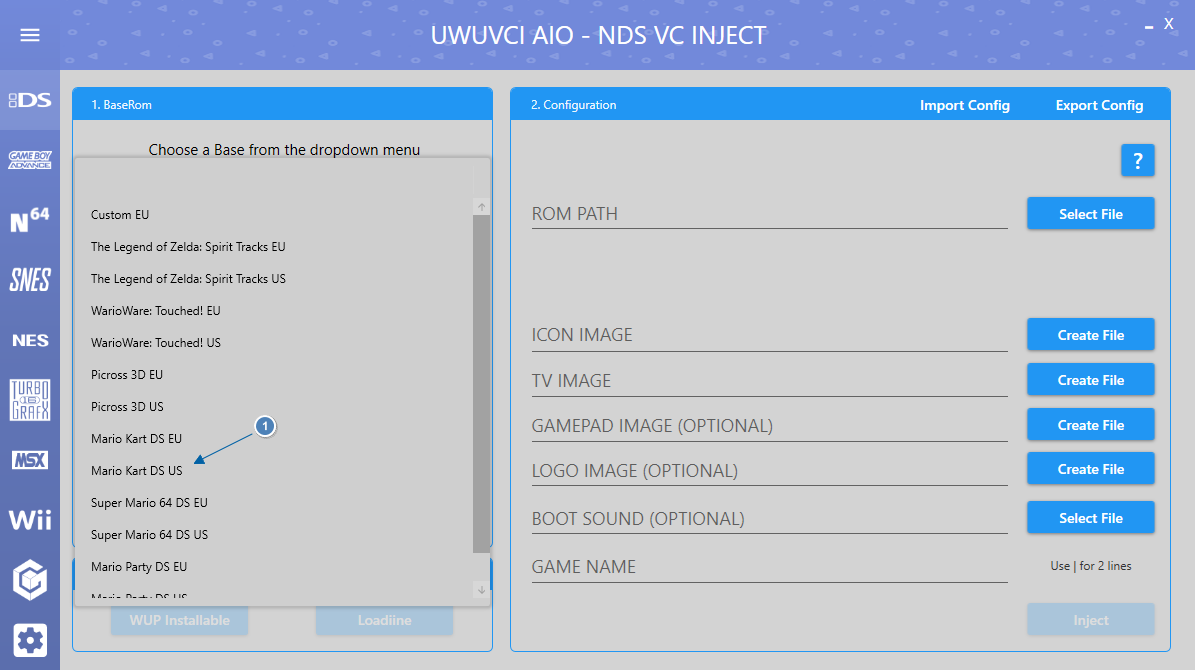 UWUVCI AIO - NDS VC INJECT
X
DS
GAME BOY
ADVANCE
N64
SNES
NES
TURBO
16
GRAFX
MSX
Wii
1. BaseRom
Choose a Base from the dropdown menu
Custom EU
The Legend of Zelda: Spirit Tracks EU
The Legend of Zelda: Spirit Tracks US
WarioWare: Touched! EU
WarioWare: Touched! US
Picross 3D EU
Picross 3D US
1
Mario Kart DS EU
Mario Kart DS US
Super Mario 64 DS EU
Super Mario 64 DS US
Mario Party DS EU
Mario Party DS US
WUP Installable
Loadiine
2. Configuration
Import Config
Export Config
?
ROM PATH
Select File
ICON IMAGE
Create File
TV IMAGE
Create File
GAMEPAD IMAGE (OPTIONAL)
Create File
LOGO IMAGE (OPTIONAL)
Create File
BOOT SOUND (OPTIONAL)
Select File
GAME NAME
Use | for 2 lines
Inject